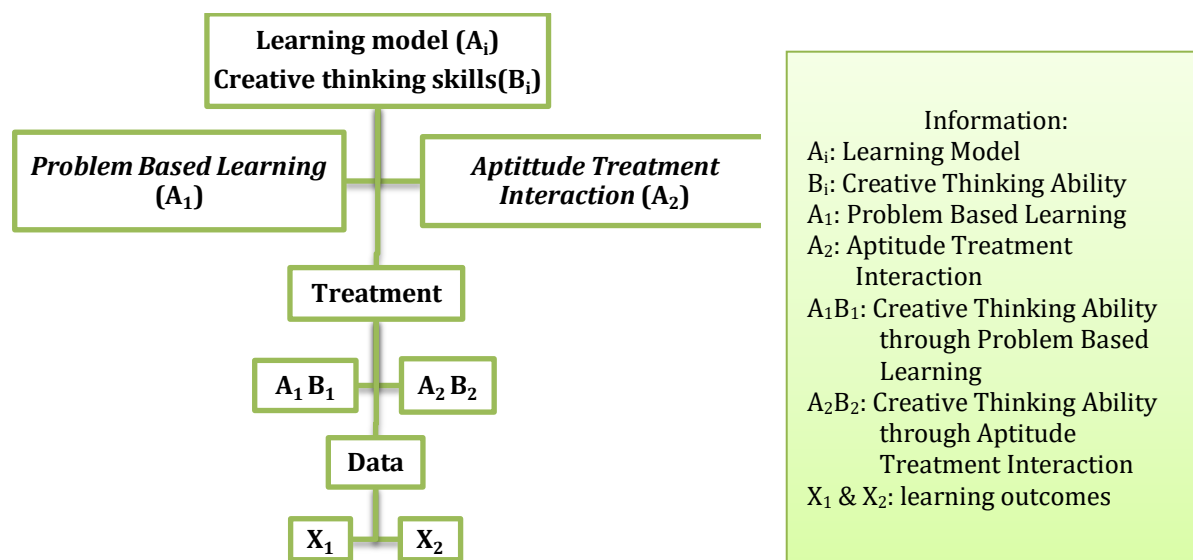 Learning model (Aᵢ)
Creative thinking skills(Bᵢ)
Problem Based Learning
(A₁)
Aptittude Treatment
Interaction (A₂)
Treatment
A₁ B₁
A₂ B₂
Data
X₁
X₂
Information:
Aᵢ: Learning Model
Bᵢ: Creative Thinking Ability
A₁: Problem Based Learning
A₂: Aptitude Treatment
Interaction
A₁B₁: Creative Thinking Ability
through Problem Based
Learning
A₂B₂: Creative Thinking Ability
through Aptitude
Treatment Interaction
X₁ & X₂: learning outcomes